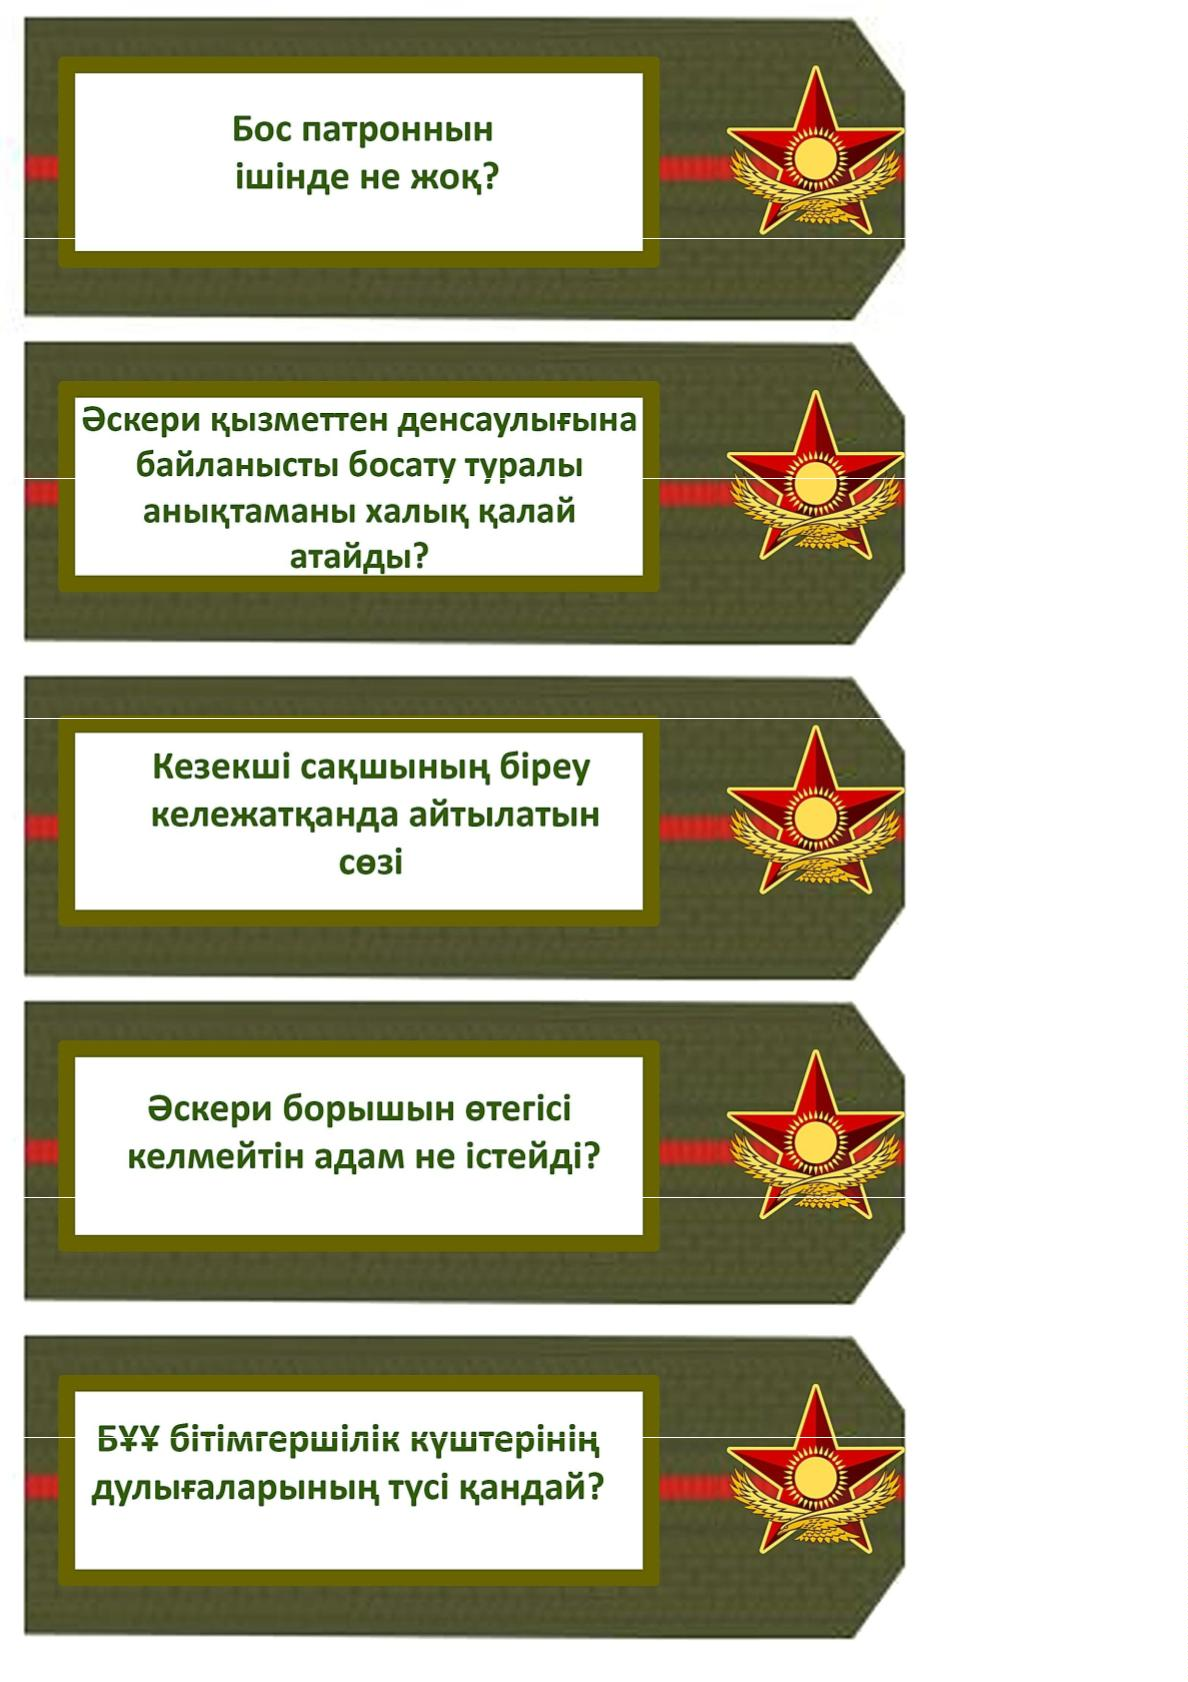 Бос патроннын
ішінде не жоқ?
Әскери қызметтен денсаулығына
байланысты босату туралы
анықтаманы халық қалай
атайды?
Кезекші сақшының біреу
кележатқанда айтылатын
сөзі
Әскери борышын өтегісі
келмейтін адам не істейді?
БҰҰ бітімгершілік күштерінің
дулығаларының түсі қандай?